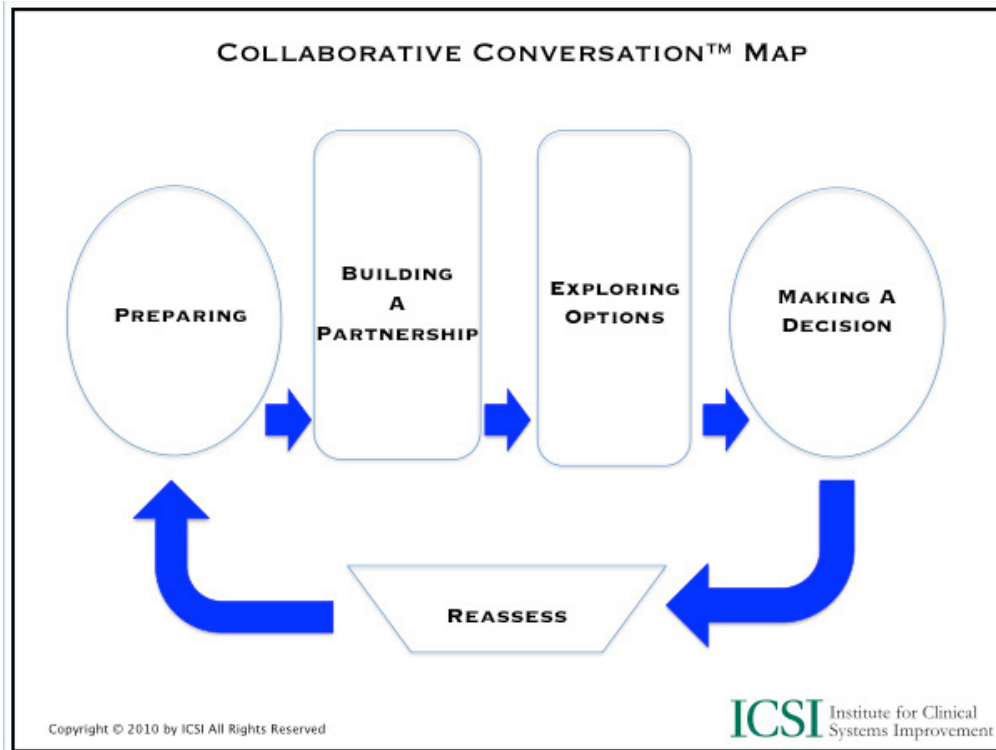 COLLABORATIVE CONVERSATION™ MAP
PREPARING
BUILDING
A
PARTNERSHIP
EXPLORING
OPTIONS
MAKING A
DECISION
REASSESS
Copyright © 2010 by ICSI All Rights Reserved
ICSI Institute for Clinical
Systems Improvement